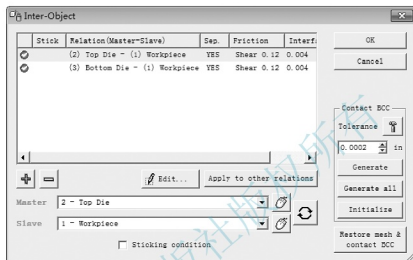 Inter-Object
Stick Relation(Master-Slave) Sep. Friction Interf
(2) Top Die - (1) Workpiece YES Shear 0.12 0.004
(3) Bottom Die - (1) Workpiece YES Shear 0.12 0.004
OK
Cancel
Contact BCC
Tolerance
0.0002 in
Generate
Generate all
Initialize
Edit... Apply to other relations
Master 2 - Top Die
Slave 1 - Workpiece
Sticking condition
Restore mesh &
contact BCC